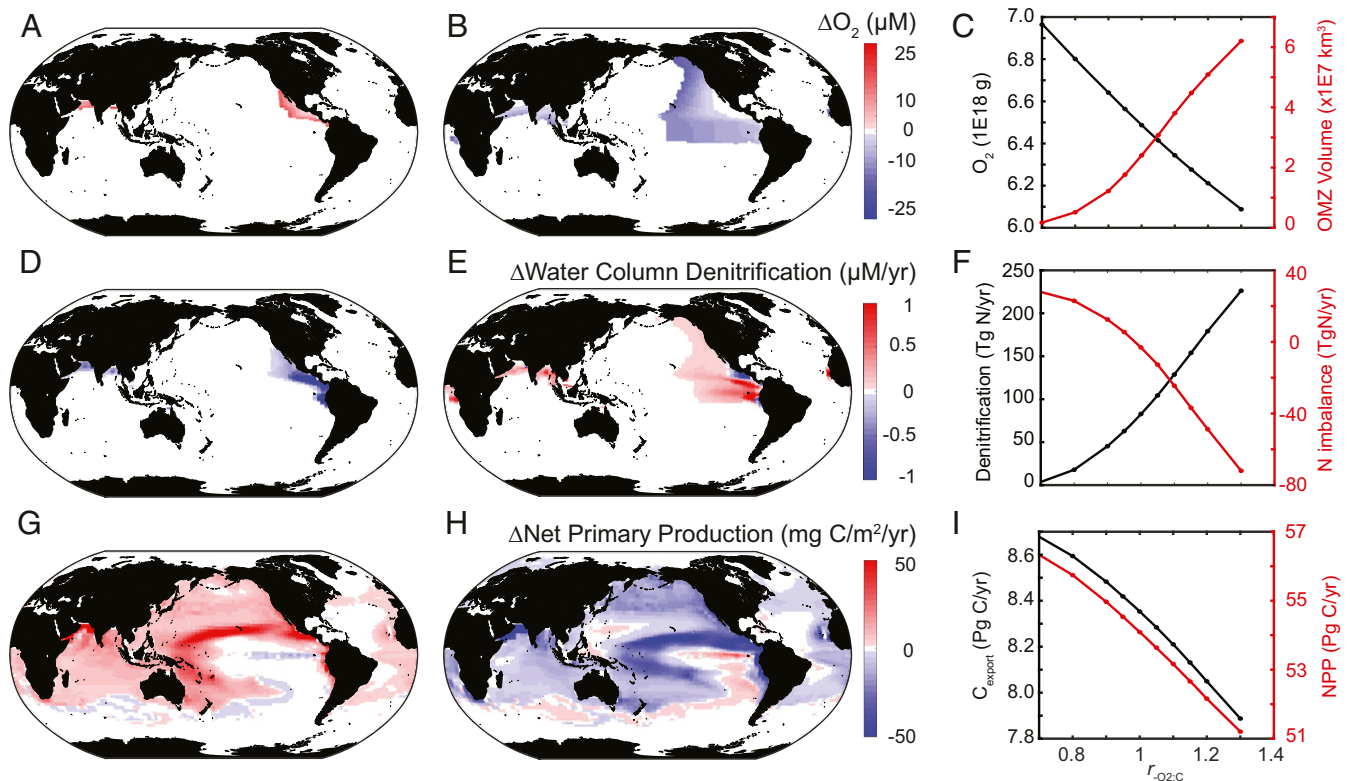 A
B
ΔO₂ (μM)
25
10
0
-10
-25
C
7.0
6.8
6.6
6.4
6.2
6.0
O₂ (1E18 g)
6
4
2
0
OMZ Volume (x1E7 km³)
D
E
ΔWater Column Denitrification (μM/yr)
1
0.5
0
-0.5
-1
F
250
200
150
100
50
0
Denitrification (Tg N/yr)
40
0
-40
-80
N imbalance (TgN/yr)
G
H
ΔNet Primary Production (mg C/m²/yr)
50
0
-50
I
8.6
8.4
8.2
8.0
7.8
C_export (Pg C/yr)
57
55
53
51
NPP (Pg C/yr)
0.8
1
1.2
1.4
r_-O2:C